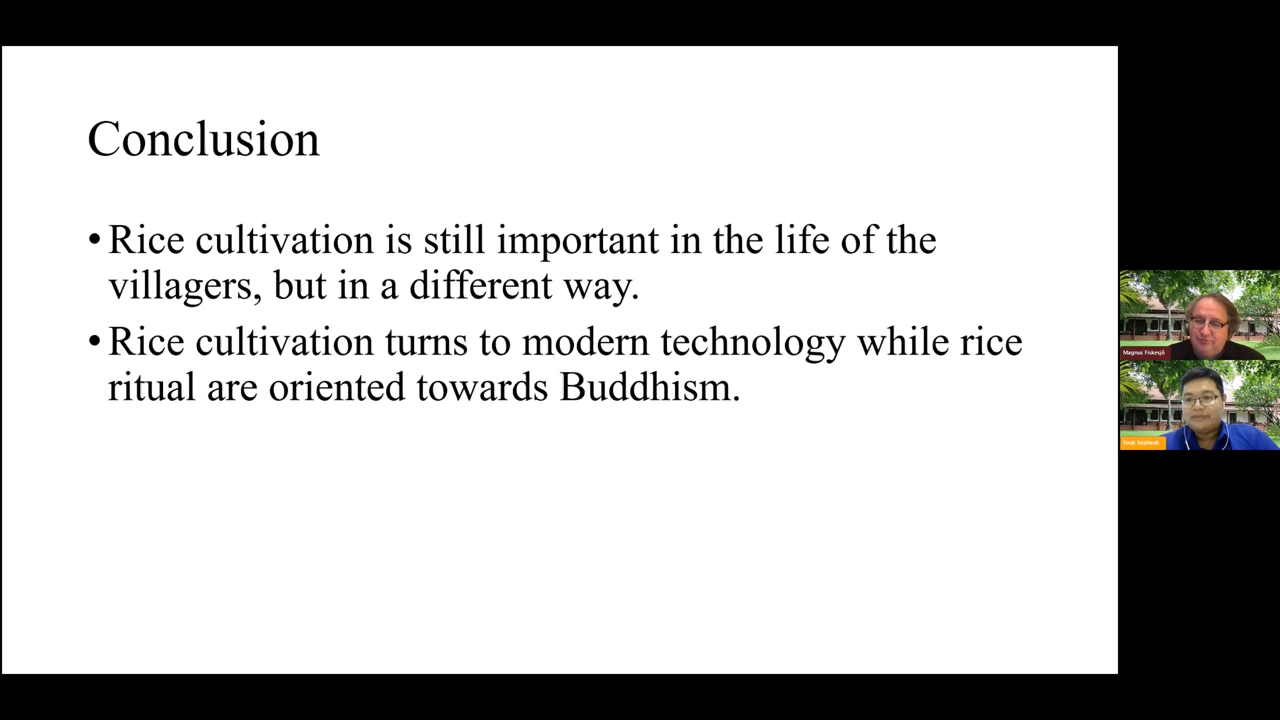 Conclusion
• Rice cultivation is still important in the life of the
villagers, but in a different way.
• Rice cultivation turns to modern technology while rice
ritual are oriented towards Buddhism.
Magnus Fiskesjö
Youk Sopheak